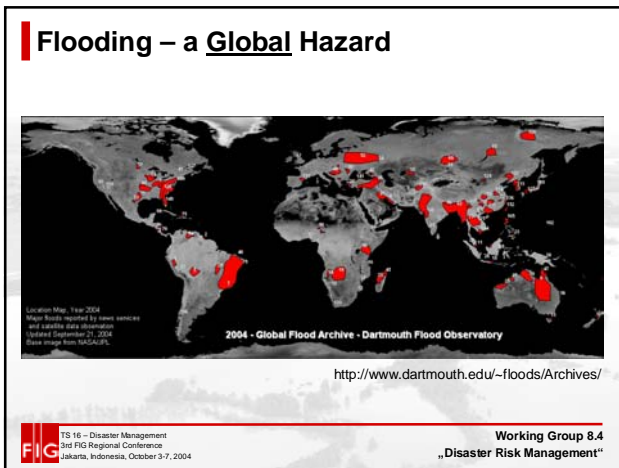 Flooding – a Global Hazard
Location Map, Year 2004
Major floods reported by news services
and satellite data observation
Updated September 21, 2004
Base image from NASA/JPL
2004 - Global Flood Archive - Dartmouth Flood Observatory
http://www.dartmouth.edu/~floods/Archives/
FIG
TS 16 – Disaster Management
3rd FIG Regional Conference
Jakarta, Indonesia, October 3-7, 2004
Working Group 8.4
„Disaster Risk Management“